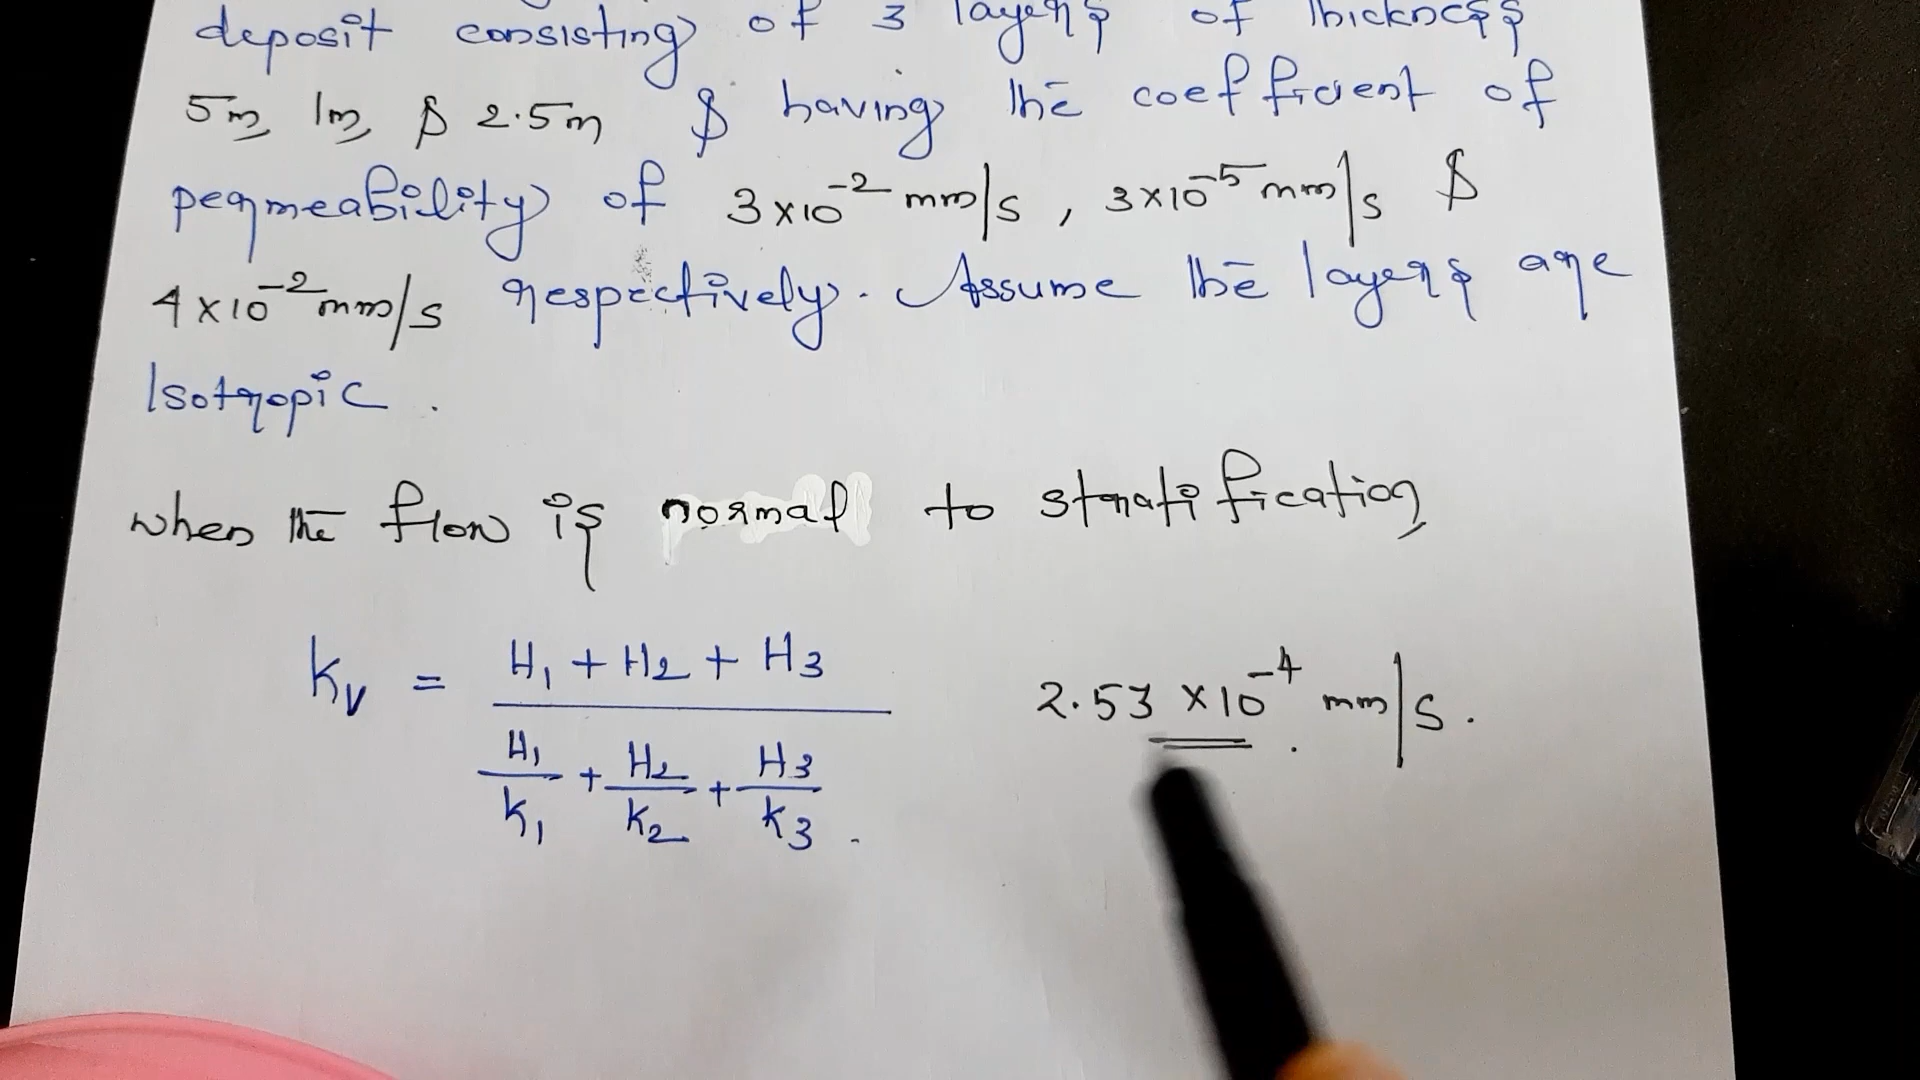 deposit consisting of 3 layers of thickness
5m, 1m, & 2.5m & having the coefficient of
permeability of 3×10⁻² mm/s, 3×10⁻⁵ mm/s &
4×10⁻² mm/s respectively. Assume the layers are
Isotropic.
when the flow is normal to stratification
Kv = (H₁ + H₂ + H₃) / (H₁/K₁ + H₂/K₂ + H₃/K₃). 2.53 ×10⁻⁴ mm/s.